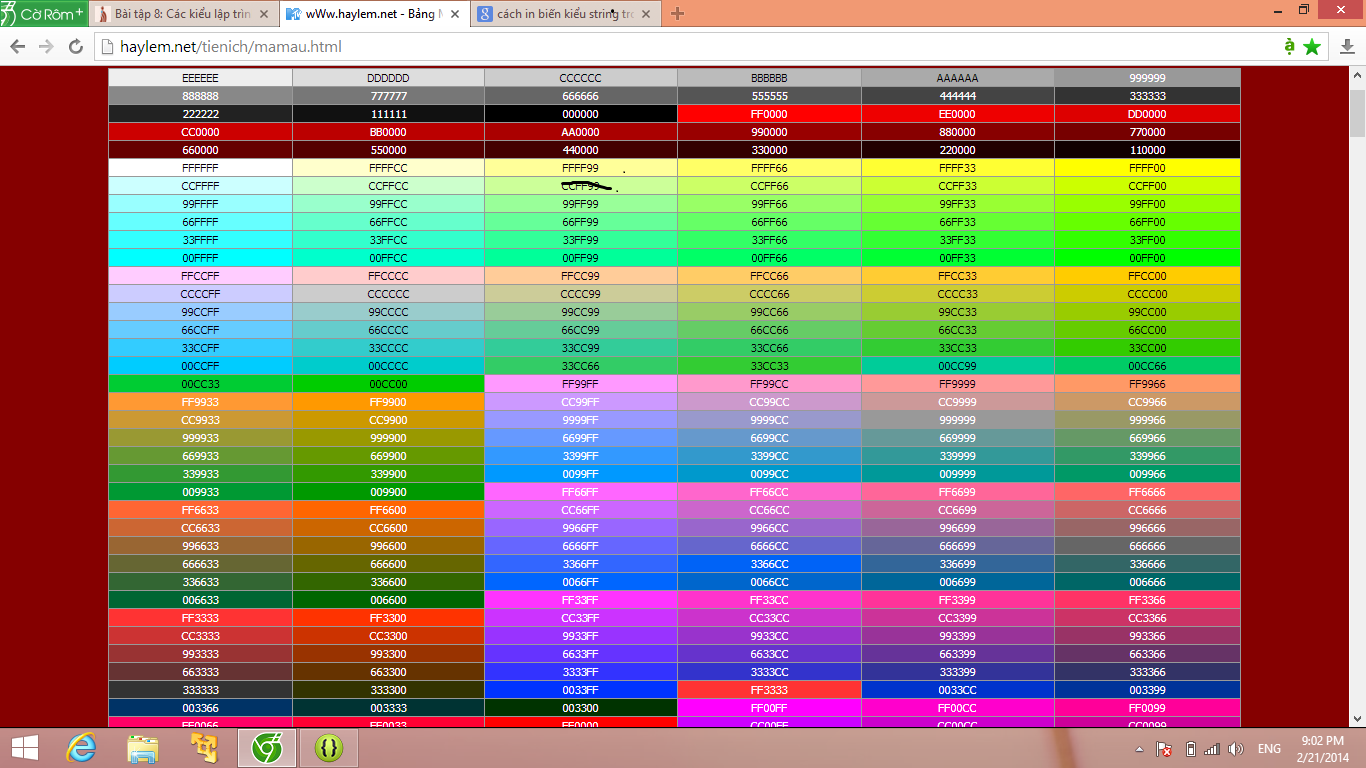 Cờ Rôm+ Bài tập 8: Các kiểu lập trìn wWw.haylem.net - Bảng M cách in biến kiểu string tro
haylem.net/tienich/mamau.html
EEEEEE DDDDDD CCCCCC BBBBBB AAAAAA 999999
888888 777777 666666 555555 444444 333333
222222 111111 000000 FF0000 EE0000 DD0000
CC0000 BB0000 AA0000 990000 880000 770000
660000 550000 440000 330000 220000 110000
FFFFFF FFFFCC FFFF99 FFFF66 FFFF33 FFFF00
CCFFFF CCFFCC CCFF99 CCFF66 CCFF33 CCFF00
99FFFF 99FFCC 99FF99 99FF66 99FF33 99FF00
66FFFF 66FFCC 66FF99 66FF66 66FF33 66FF00
33FFFF 33FFCC 33FF99 33FF66 33FF33 33FF00
00FFFF 00FFCC 00FF99 00FF66 00FF33 00FF00
FFCCFF FFCCCC FFCC99 FFCC66 FFCC33 FFCC00
CCCCFF CCCCCC CCCC99 CCCC66 CCCC33 CCCC00
99CCFF 99CCCC 99CC99 99CC66 99CC33 99CC00
66CCFF 66CCCC 66CC99 66CC66 66CC33 66CC00
33CCFF 33CCCC 33CC99 33CC66 33CC33 33CC00
00CCFF 00CCCC 33CC66 33CC33 00CC99 00CC66
00CC33 00CC00 FF99FF FF99CC FF9999 FF9966
FF9933 FF9900 CC99FF CC99CC CC9999 CC9966
CC9933 CC9900 9999FF 9999CC 999999 999966
999933 999900 6699FF 6699CC 669999 669966
669933 669900 3399FF 3399CC 339999 339966
339933 339900 0099FF 0099CC 009999 009966
009933 009900 FF66FF FF66CC FF6699 FF6666
FF6633 FF6600 CC66FF CC66CC CC6699 CC6666
CC6633 CC6600 9966FF 9966CC 996699 996666
996633 996600 6666FF 6666CC 666699 666666
666633 666600 3366FF 3366CC 336699 336666
336633 336600 0066FF 0066CC 006699 006666
006633 006600 FF33FF FF33CC FF3399 FF3366
FF3333 FF3300 CC33FF CC33CC CC3399 CC3366
CC3333 CC3300 9933FF 9933CC 993399 993366
993333 993300 6633FF 6633CC 663399 663366
663333 663300 3333FF 3333CC 333399 333366
333333 333300 0033FF FF3333 0033CC 003399
003366 003333 003300 FF00FF FF00CC FF0099
FF0066 FF0033 FF0000 CC00FF CC00CC CC0099
ENG 9:02 PM
2/21/2014